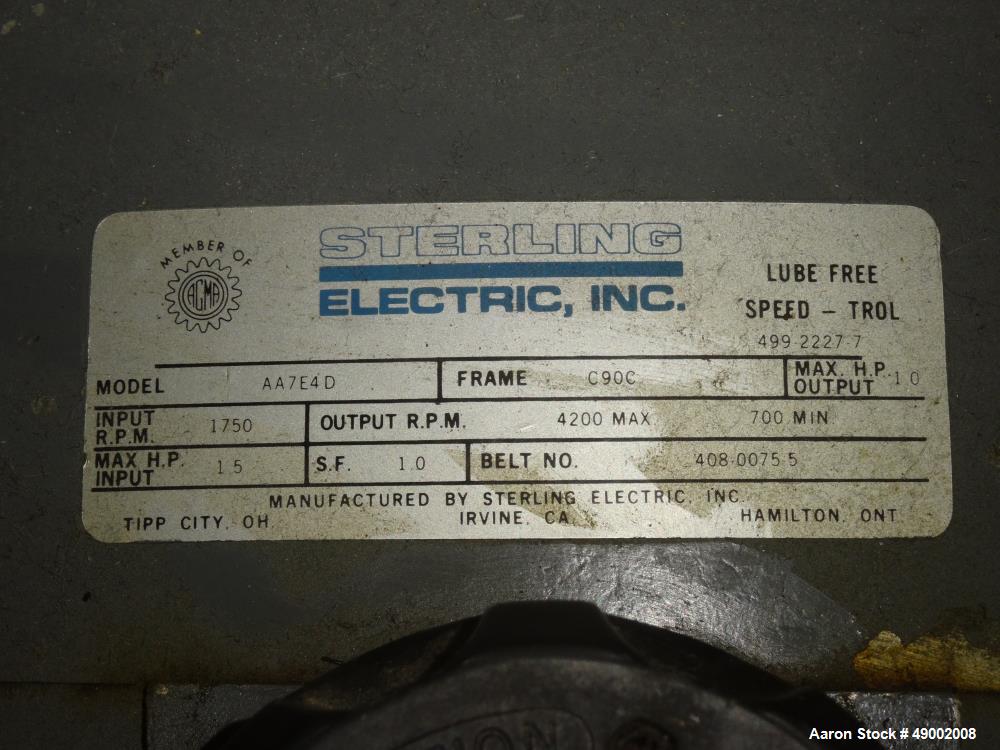 MEMBER OF
AGMA
STERLING
ELECTRIC, INC.
LUBE FREE
SPEED - TROL
499 2227 7
MODEL AA7E4D FRAME C90C MAX. H.P. OUTPUT 1 0
INPUT R.P.M. 1750 OUTPUT R.P.M. 4200 MAX 700 MIN
MAX H.P. INPUT 1 5 S.F. 1 0 BELT NO. 408 0075 5
MANUFACTURED BY STERLING ELECTRIC, INC.
TIPP CITY, OH. IRVINE, CA. HAMILTON, ONT
Aaron Stock # 49002008